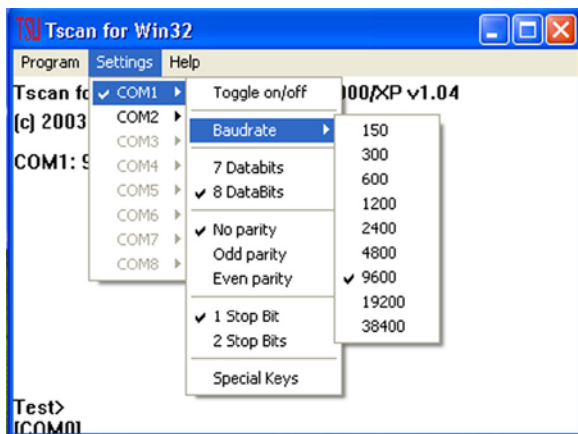 TSU Tscan for Win32
Program Settings Help
Tscan fo
000/XP v1.04
(c) 2003
COM1: 9
COM1
COM2
COM3
COM4
COM5
COM6
COM7
COM8
Toggle on/off
Baudrate
7 Databits
8 DataBits
No parity
Odd parity
Even parity
1 Stop Bit
2 Stop Bits
Special Keys
150
300
600
1200
2400
4800
9600
19200
38400
Test>
[COM0]